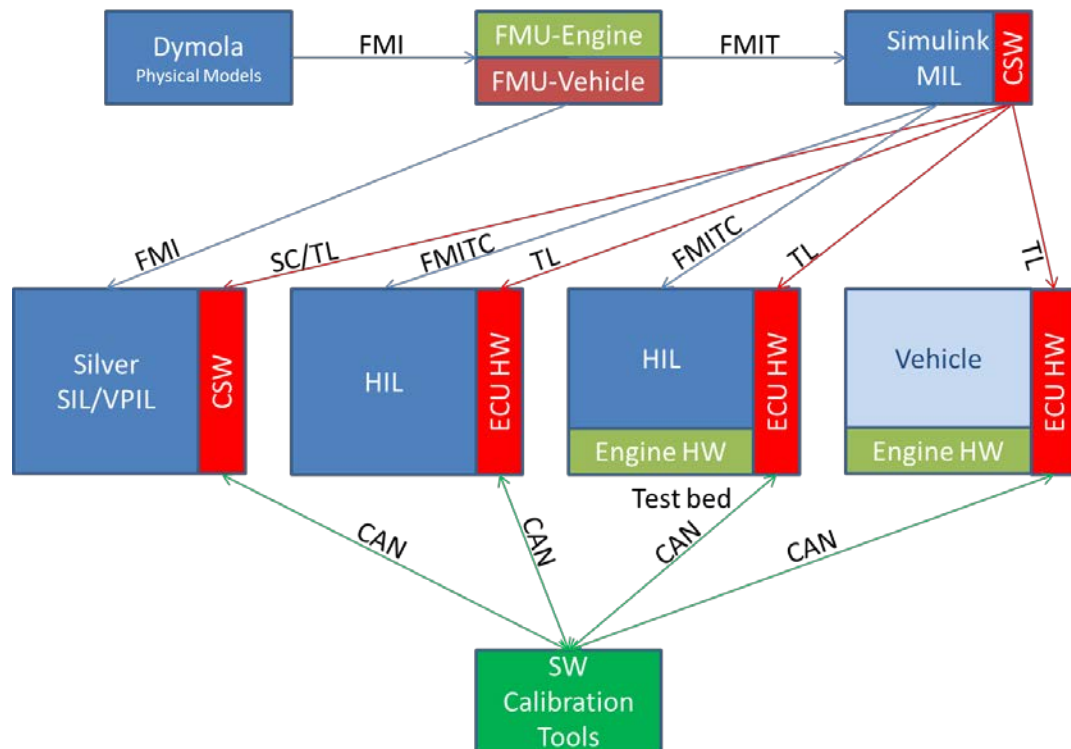 Dymola
Physical Models
FMI
FMU-Engine
FMU-Vehicle
FMIT
Simulink
MIL
CSW
FMI
SC/TL
FMITC
TL
FMITC
TL
TL
Silver
SIL/VPIL
CSW
HIL
ECU HW
HIL
Engine HW
ECU HW
Vehicle
Engine HW
ECU HW
Test bed
CAN
CAN
CAN
CAN
SW
Calibration
Tools